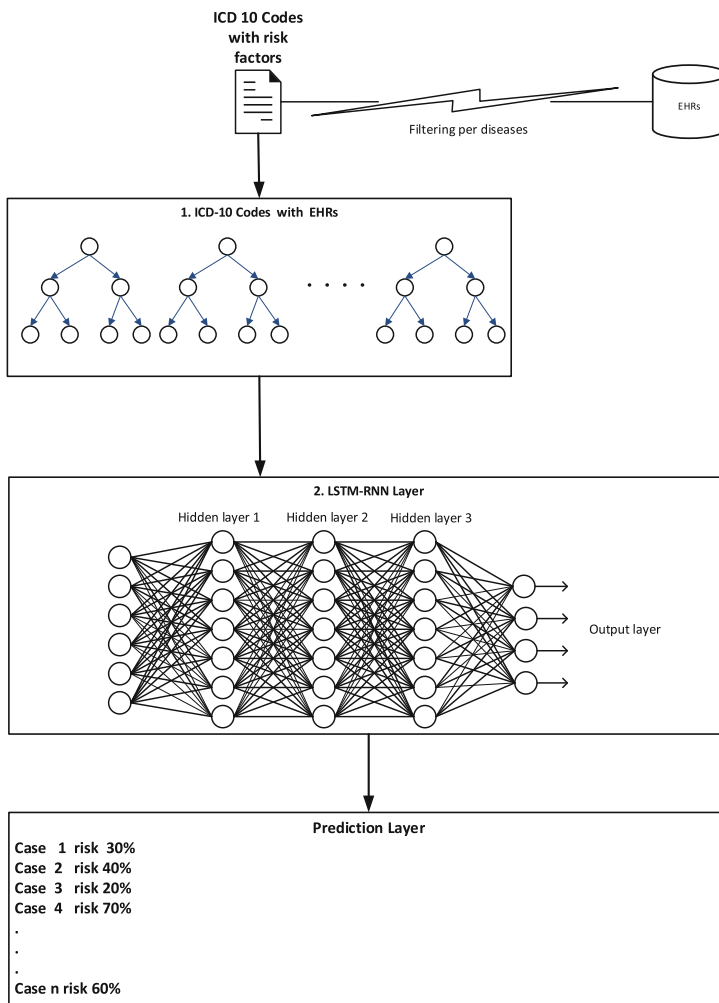 ICD 10 Codes
with risk
factors
Filtering per diseases
EHRs
1. ICD-10 Codes with EHRs
. . . .
2. LSTM-RNN Layer
Hidden layer 1 Hidden layer 2 Hidden layer 3
Output layer
Prediction Layer
Case 1 risk 30%
Case 2 risk 40%
Case 3 risk 20%
Case 4 risk 70%
.
.
.
Case n risk 60%